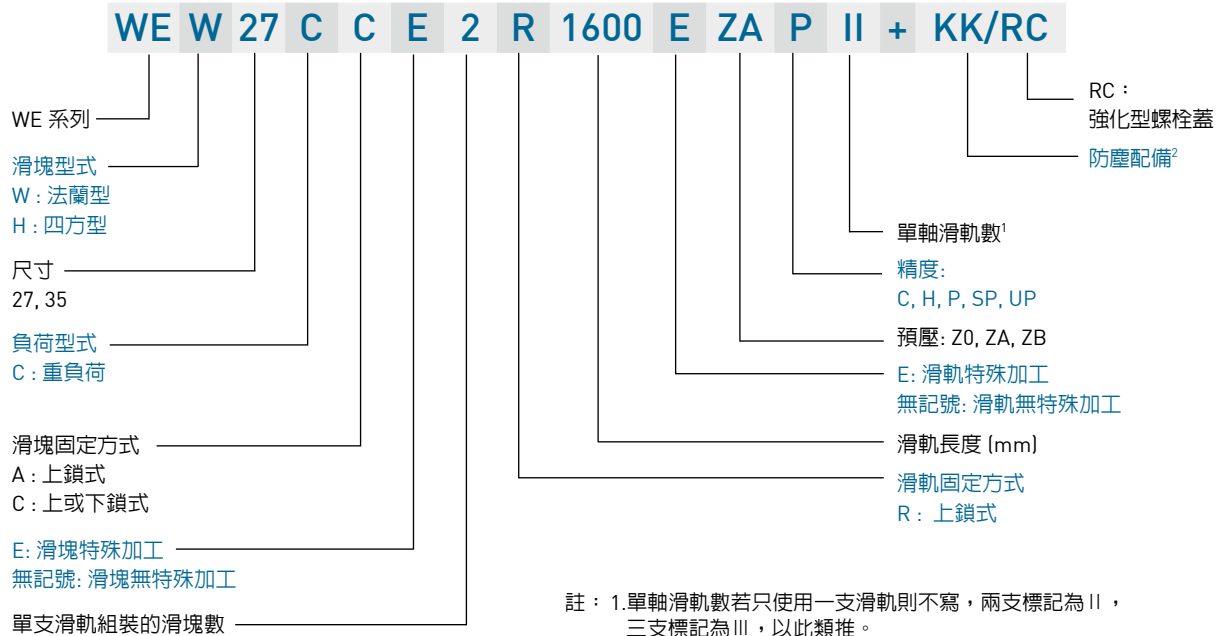 WE W 27 C C E 2 R 1600 E ZA P II + KK/RC
WE 系列
滑塊型式
W : 法蘭型
H : 四方型
尺寸
27, 35
負荷型式
C : 重負荷
滑塊固定方式
A : 上鎖式
C : 上或下鎖式
E: 滑塊特殊加工
無記號: 滑塊無特殊加工
單支滑軌組裝的滑塊數
RC :
強化型螺栓蓋
防塵配備²
單軸滑軌數¹
精度:
C, H, P, SP, UP
預壓: Z0, ZA, ZB
E: 滑軌特殊加工
無記號: 滑軌無特殊加工
滑軌長度 (mm)
滑軌固定方式
R : 上鎖式
註： 1.單軸滑軌數若只使用一支滑軌則不寫，兩支標記為Ⅱ，
三支標記為Ⅲ，以此類推。